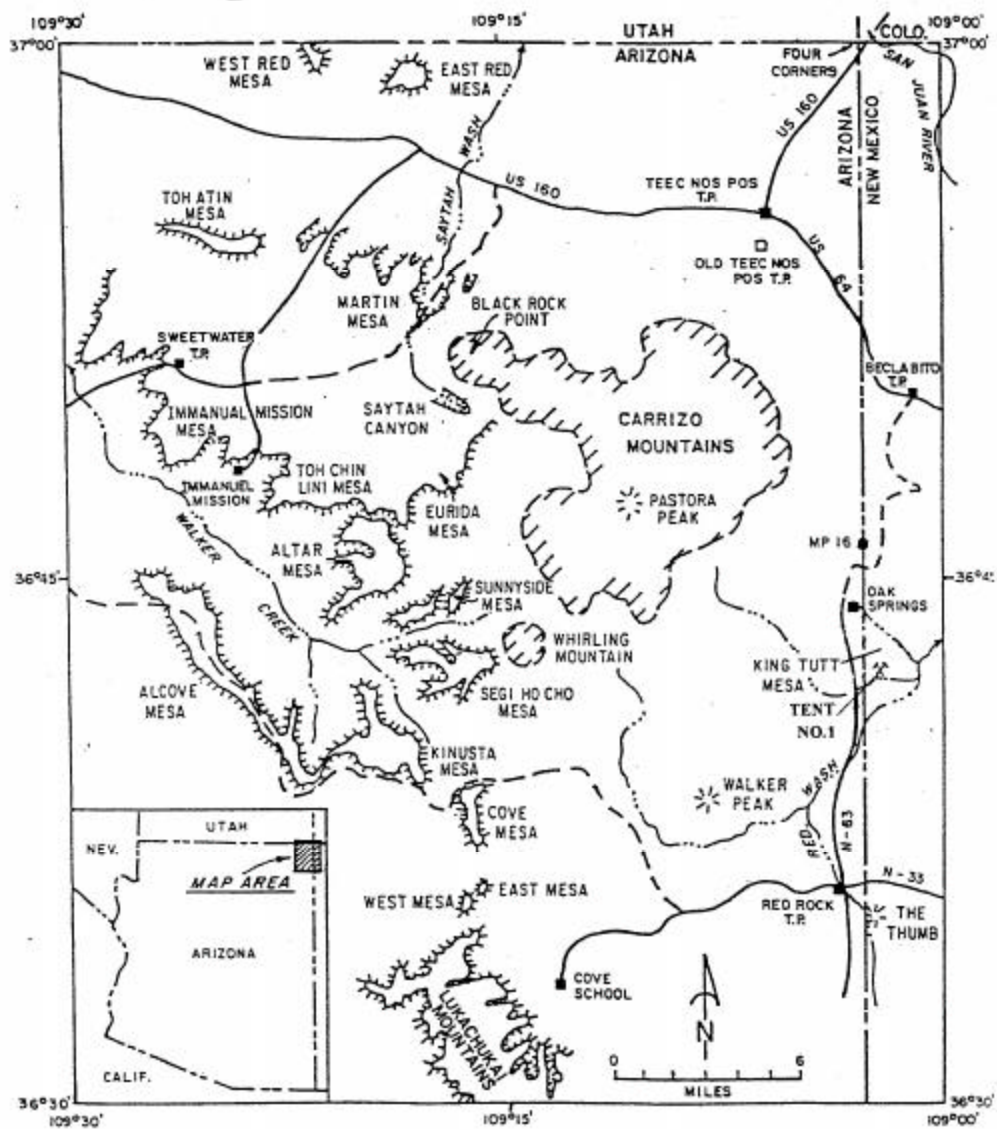 109°30'
109°15'
109°00'
37°00'
UTAH
ARIZONA
COLO.
37°00'
FOUR
CORNERS
SAN
JUAN RIVER
WEST RED
MESA
EAST RED
MESA
WASH
SAYTAH
US 160
US 160
ARIZONA
NEW MEXICO
TEEC NOS POS
T.P.
TOH ATIN
MESA
OLD TEEC NOS
POS T.P.
US
64
MARTIN
MESA
BLACK ROCK
POINT
SWEETWATER
T.P.
BECLABITO
T.P.
IMMANUAL MISSION
MESA
SAYTAH
CANYON
CARRIZO
MOUNTAINS
IMMANUEL
MISSION
TOH CHIN
LINI MESA
EURIDA
MESA
PASTORA
PEAK
WALKER
CREEK
ALTAR
MESA
MP 16
36°45'
36°4
SUNNYSIDE
MESA
OAK
SPRINGS
WHIRLING
MOUNTAIN
KING TUTT
MESA
ALCOVE
MESA
SEGI HO CHO
MESA
TENT
NO.1
KINUSTA
MESA
WALKER
PEAK
RED
WASH
COVE
MESA
N-63
UTAH
NEV.
MAP AREA
ARIZONA
CALIF.
WEST MESA
EAST MESA
N-33
RED ROCK
T.P.
THE
THUMB
COVE
SCHOOL
LUKACHUKAI
MOUNTAINS
N
0
6
MILES
36°30'
36°30'
109°30'
109°15'
109°00'